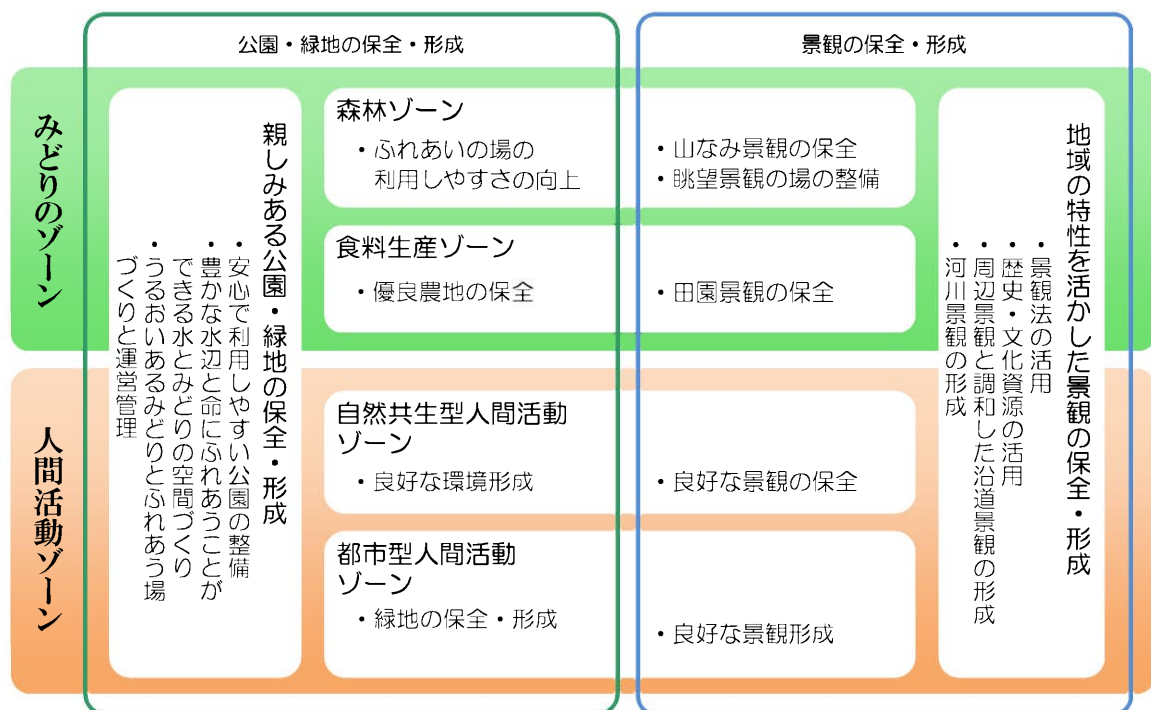 公園・緑地の保全・形成
景観の保全・形成
みどりのゾーン
人間活動ゾーン
親しみある公園・緑地の保全・形成
・安心で利用しやすい公園の整備
・豊かな水辺と命にふれあうことが
できる水とみどりの空間づくり
・うるおいあるみどりとふれあう場
づくりと運営管理
森林ゾーン
・ふれあいの場の
利用しやすさの向上
・山なみ景観の保全
・眺望景観の場の整備
食料生産ゾーン
・優良農地の保全
・田園景観の保全
自然共生型人間活動
ゾーン
・良好な環境形成
・良好な景観の保全
都市型人間活動
ゾーン
・緑地の保全・形成
・良好な景観形成
地域の特性を活かした景観の保全・形成
・景観法の活用
・歴史・文化資源の活用
・周辺景観と調和した沿道景観の形成
・河川景観の形成